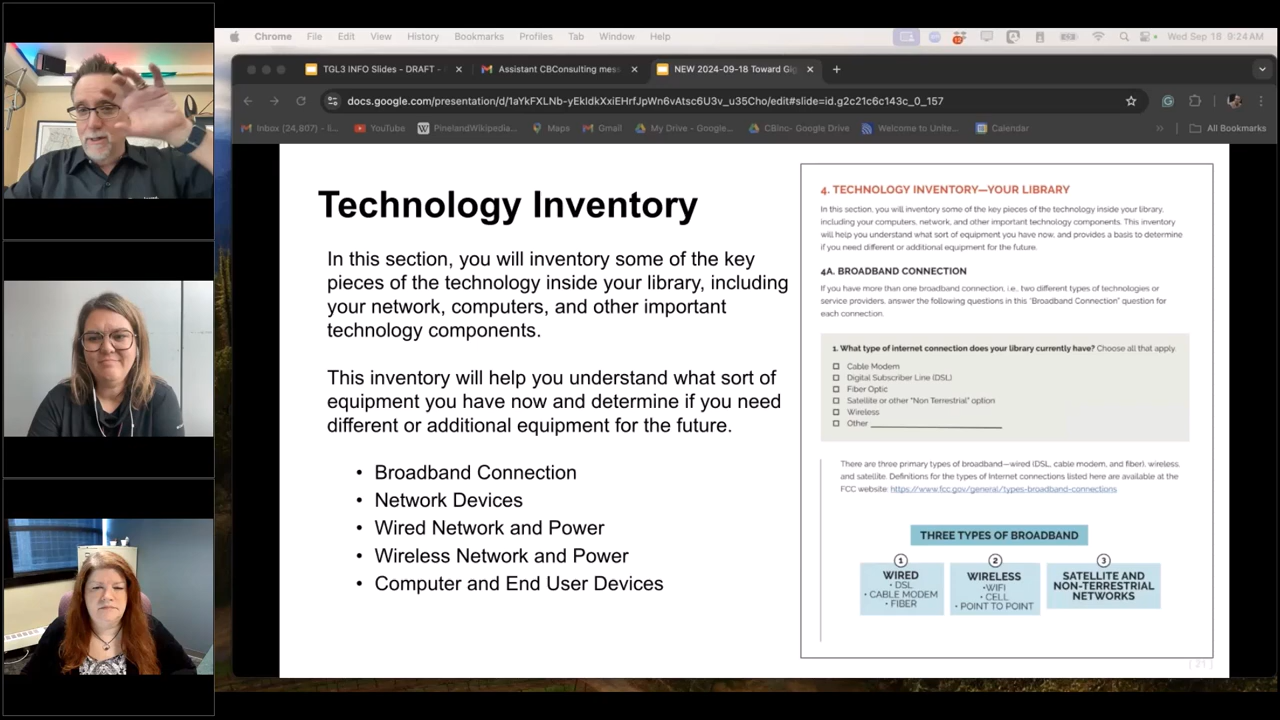 Chrome File Edit View History Bookmarks Profiles Tab Window Help Wed Sep 18 9:24 AM
TGL3 INFO Slides - DRAFT - Assistant CBConsulting mes NEW 2024-09-18 Toward Gig
docs.google.com/presentation/d/1aYkFXLNb-yEkIdkXxiEHrfJpWn6vAtsc6U3v_u35Cho/edit#slide=id.g2c21c6c143c_0_157
Inbox (24,807) - li... YouTube PinelandWikipedia... Maps Gmail My Drive - Google... CBInc- Google Drive Welcome to Unite... Calendar All Bookmarks
Technology Inventory
In this section, you will inventory some of the key
pieces of the technology inside your library, including
your network, computers, and other important
technology components.
This inventory will help you understand what sort of
equipment you have now and determine if you need
different or additional equipment for the future.
• Broadband Connection
• Network Devices
• Wired Network and Power
• Wireless Network and Power
• Computer and End User Devices
4. TECHNOLOGY INVENTORY—YOUR LIBRARY
In this section, you will inventory some of the key pieces of the technology inside your library,
including your computers, network, and other important technology components. This inventory
will help you understand what sort of equipment you have now, and provides a basis to determine
if you need different or additional equipment for the future.
4A. BROADBAND CONNECTION
If you have more than one broadband connection, i.e., two different types of technologies or
service providers, answer the following questions in this "Broadband Connection" question for
each connection.
1. What type of internet connection does your library currently have? Choose all that apply.
Cable Modem
Digital Subscriber Line (DSL)
Fiber Optic
Satellite or other "Non Terrestrial" option
Wireless
Other
There are three primary types of broadband—wired (DSL, cable modem, and fiber), wireless,
and satellite. Definitions for the types of Internet connections listed here are available at the
FCC website: https://www.fcc.gov/general/types-broadband-connections
THREE TYPES OF BROADBAND
1 2 3
WIRED
• DSL
• CABLE MODEM
• FIBER
WIRELESS
•WIFI
• CELL
• POINT TO POINT
SATELLITE AND
NON-TERRESTRIAL
NETWORKS
[ 21 ]